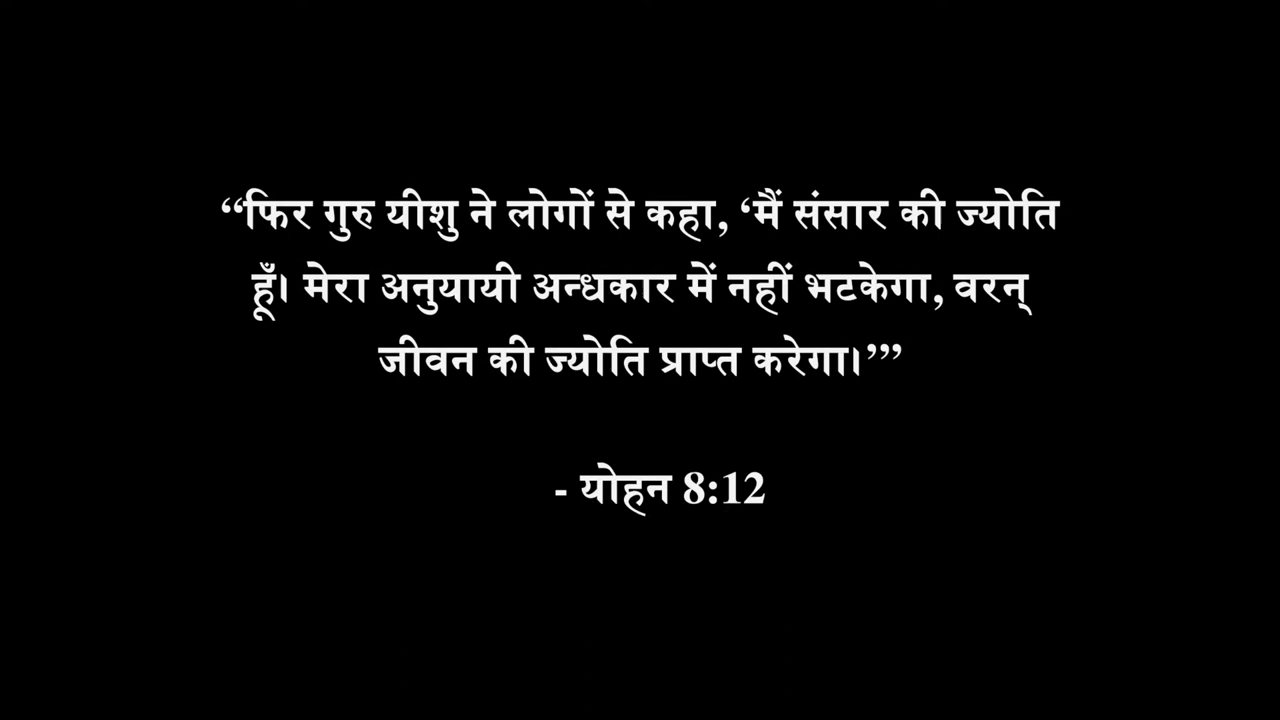 “फिर गुरु यीशु ने लोगों से कहा, ‘मैं संसार की ज्योति
हूँ। मेरा अनुयायी अन्धकार में नहीं भटकेगा, वरन्
जीवन की ज्योति प्राप्त करेगा।’”
- योहन 8:12